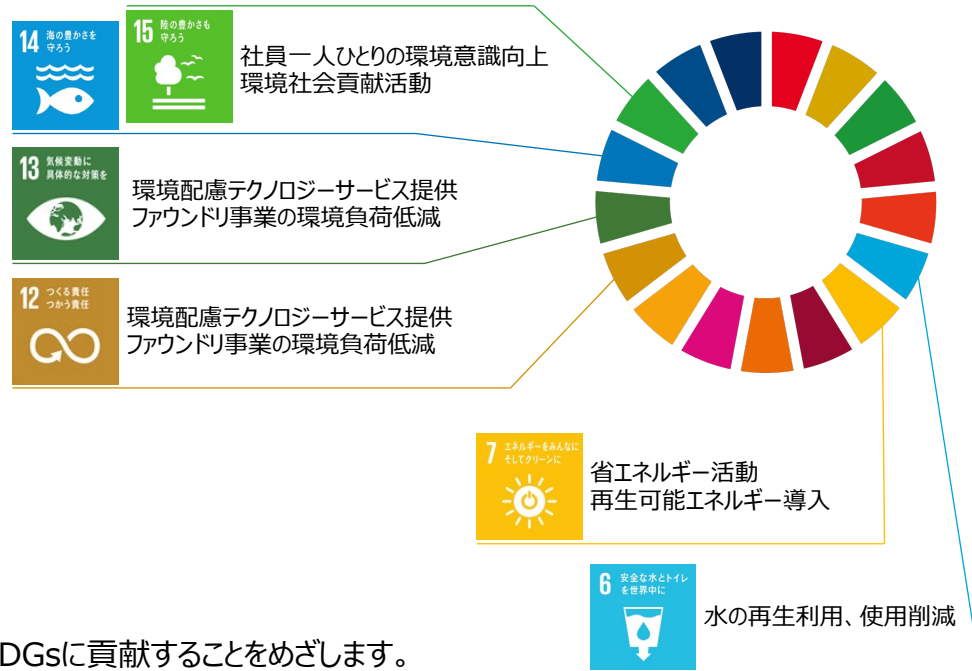 14 海の豊かさを
守ろう
15 陸の豊かさも
守ろう
社員一人ひとりの環境意識向上
環境社会貢献活動
13 気候変動に
具体的な対策を
環境配慮テクノロジーサービス提供
ファウンドリ事業の環境負荷低減
12 つくる責任
つかう責任
環境配慮テクノロジーサービス提供
ファウンドリ事業の環境負荷低減
7 エネルギーをみんなに
そしてクリーンに
省エネルギー活動
再生可能エネルギー導入
6 安全な水とトイレ
を世界中に
水の再生利用、使用削減
DGsに貢献することをめざします。